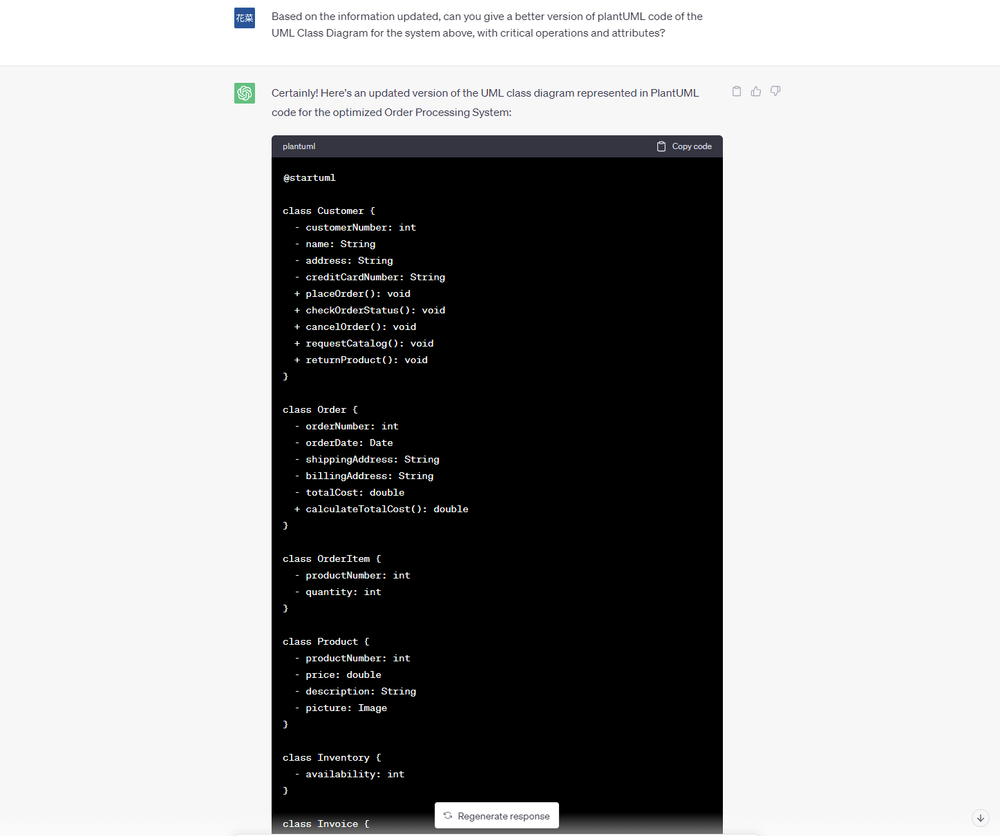 花菜
Based on the information updated, can you give a better version of plantUML code of the
UML Class Diagram for the system above, with critical operations and attributes?
Certainly! Here's an updated version of the UML class diagram represented in PlantUML
code for the optimized Order Processing System:
plantuml
Copy code
@startuml
class Customer {
- customerNumber: int
- name: String
- address: String
- creditCardNumber: String
+ placeOrder(): void
+ checkOrderStatus(): void
+ cancelOrder(): void
+ requestCatalog(): void
+ returnProduct(): void
}
class Order {
- orderNumber: int
- orderDate: Date
- shippingAddress: String
- billingAddress: String
- totalCost: double
+ calculateTotalCost(): double
}
class OrderItem {
- productNumber: int
- quantity: int
}
class Product {
- productNumber: int
- price: double
- description: String
- picture: Image
}
class Inventory {
- availability: int
}
Regenerate response
class Invoice {